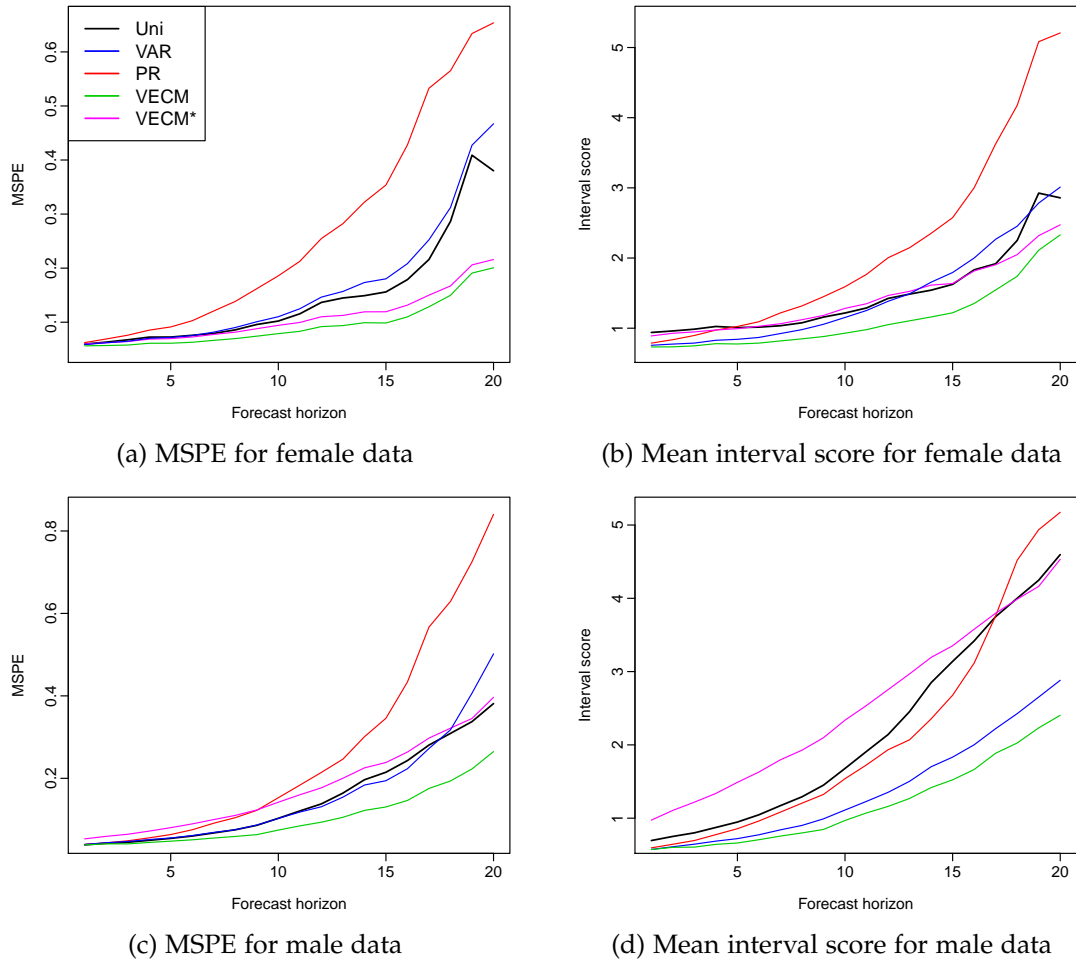 Uni
VAR
PR
VECM
VECM*
MSPE
0.1 0.2 0.3 0.4 0.5 0.6
5 10 15 20
Forecast horizon
(a) MSPE for female data
Interval score
1 2 3 4 5
5 10 15 20
Forecast horizon
(b) Mean interval score for female data
MSPE
0.2 0.4 0.6 0.8
5 10 15 20
Forecast horizon
(c) MSPE for male data
Interval score
1 2 3 4 5
5 10 15 20
Forecast horizon
(d) Mean interval score for male data